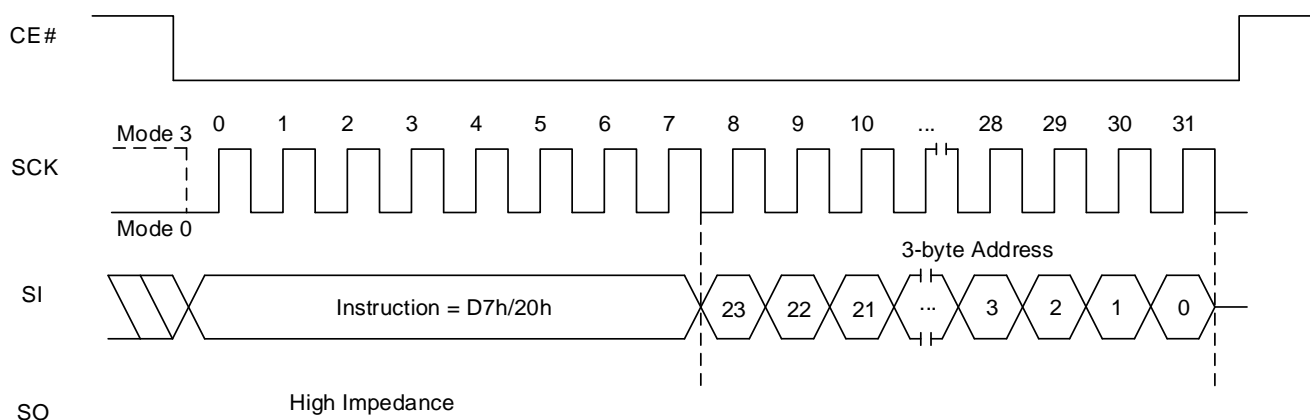 CE#
0 1 2 3 4 5 6 7 8 9 10 ... 28 29 30 31
Mode 3
SCK
Mode 0
3-byte Address
SI
Instruction = D7h/20h 23 22 21 ... 3 2 1 0
High Impedance
SO